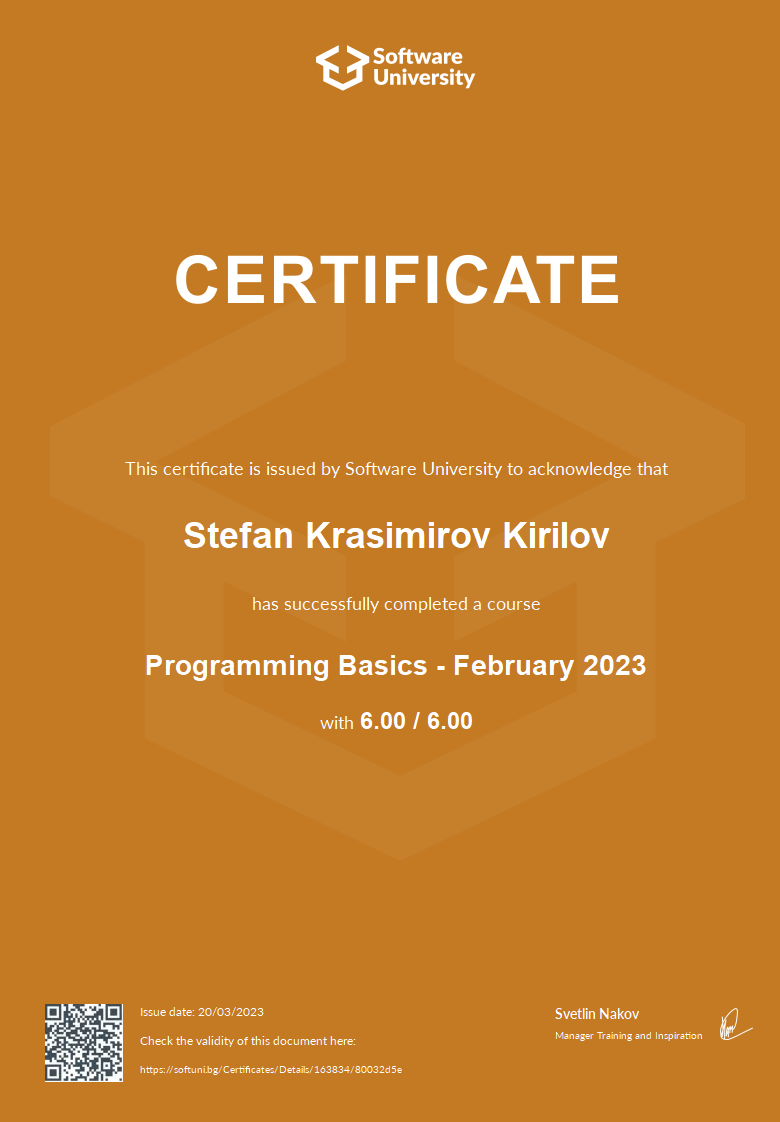 Software
University
CERTIFICATE
This certificate is issued by Software University to acknowledge that
Stefan Krasimirov Kirilov
has successfully completed a course
Programming Basics - February 2023
with 6.00 / 6.00
Issue date: 20/03/2023
Check the validity of this document here:
https://softuni.bg/Certificates/Details/163834/80032d5e
Svetlin Nakov
Manager Training and Inspiration